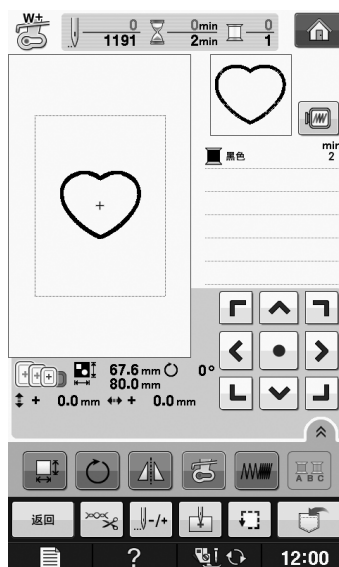 W+
0 0min 0
1191 2min 1
min
黒色 2
67.6 mm 0°
80.0 mm
+ 0.0 mm + 0.0 mm
A B C
返回 -/+
? 12:00